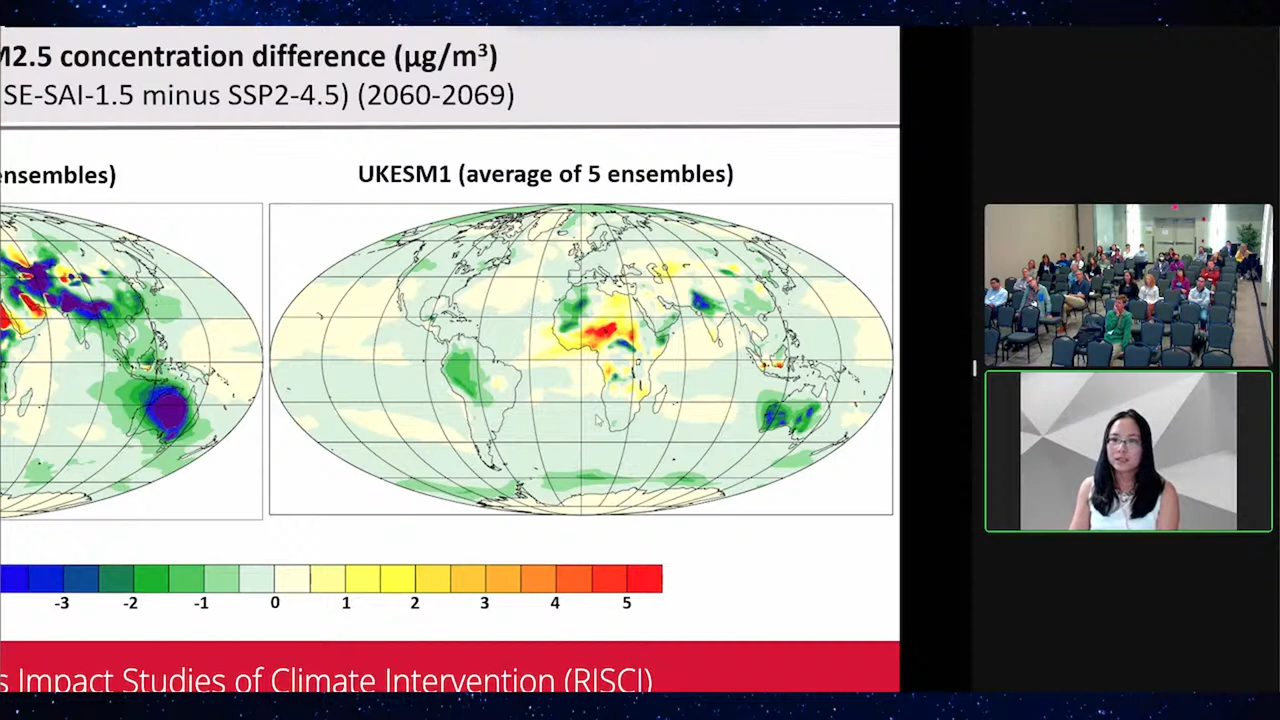 M2.5 concentration difference (µg/m³)
SE-SAI-1.5 minus SSP2-4.5) (2060-2069)
ensembles)
UKESM1 (average of 5 ensembles)
-3 -2 -1 0 1 2 3 4 5
s Impact Studies of Climate Intervention (RISCI)